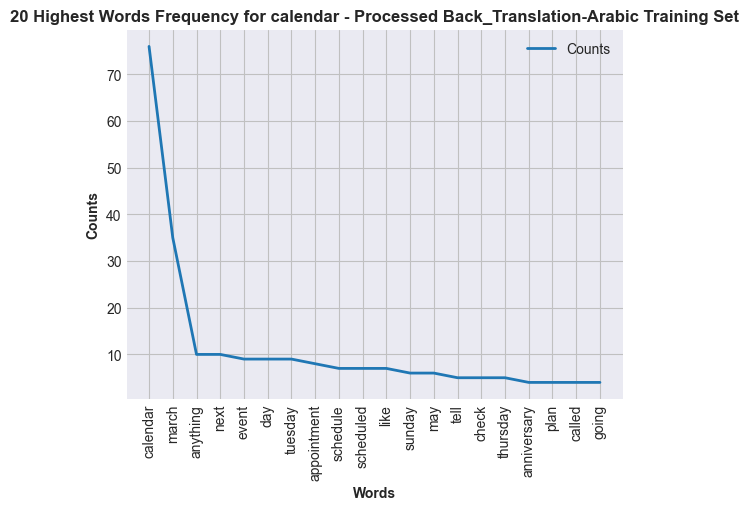 20 Highest Words Frequency for calendar - Processed Back_Translation-Arabic Training Set
Counts
70
60
50
40
30
20
10
Counts
calendar
march
anything
next
event
day
tuesday
appointment
schedule
scheduled
like
sunday
may
tell
check
thursday
anniversary
plan
called
going
Words